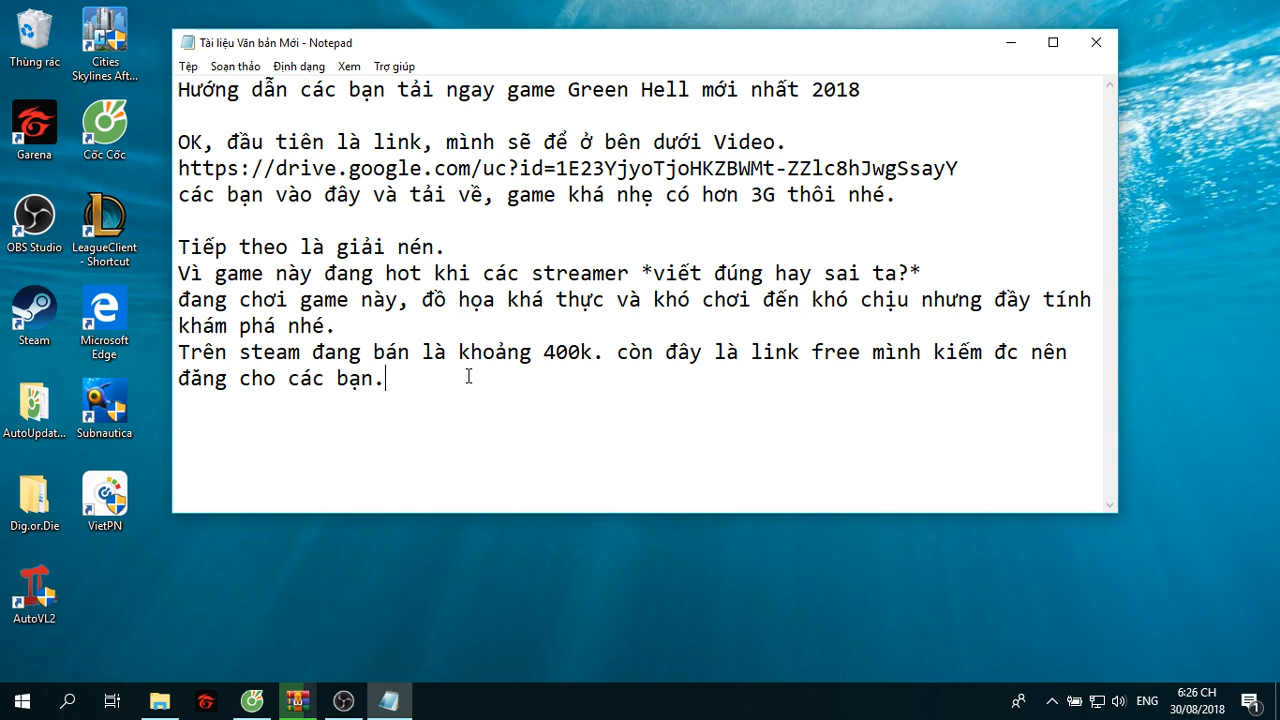 Thùng rác
Cities Skylines Aft...
Garena
Cốc Cốc
OBS Studio
LeagueClient - Shortcut
Steam
Microsoft Edge
AutoUpdat...
Subnautica
Dig.or.Die
VietPN
AutoVL2
Tài liệu Văn bản Mới - Notepad
Tệp Soạn thảo Định dạng Xem Trợ giúp
Hướng dẫn các bạn tải ngay game Green Hell mới nhất 2018
OK, đầu tiên là link, mình sẽ để ở bên dưới Video.
https://drive.google.com/uc?id=1E23YjyoTjoHKZBWMt-ZZlc8hJwgSsayY
các bạn vào đây và tải về, game khá nhẹ có hơn 3G thôi nhé.
Tiếp theo là giải nén.
Vì game này đang hot khi các streamer *viết đúng hay sai ta?*
đang chơi game này, đồ họa khá thực và khó chơi đến khó chịu nhưng đầy tính
khám phá nhé.
Trên steam đang bán là khoảng 400k. còn đây là link free mình kiếm đc nên
đăng cho các bạn.
ENG
6:26 CH
30/08/2018
1